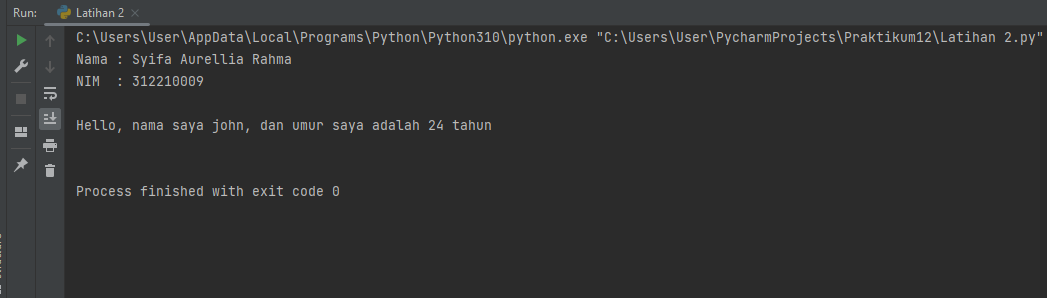 Run: Latihan 2
C:\Users\User\AppData\Local\Programs\Python\Python310\python.exe "C:\Users\User\PycharmProjects\Praktikum12\Latihan 2.py"
Nama : Syifa Aurellia Rahma
NIM  : 312210009
Hello, nama saya john, dan umur saya adalah 24 tahun
Process finished with exit code 0